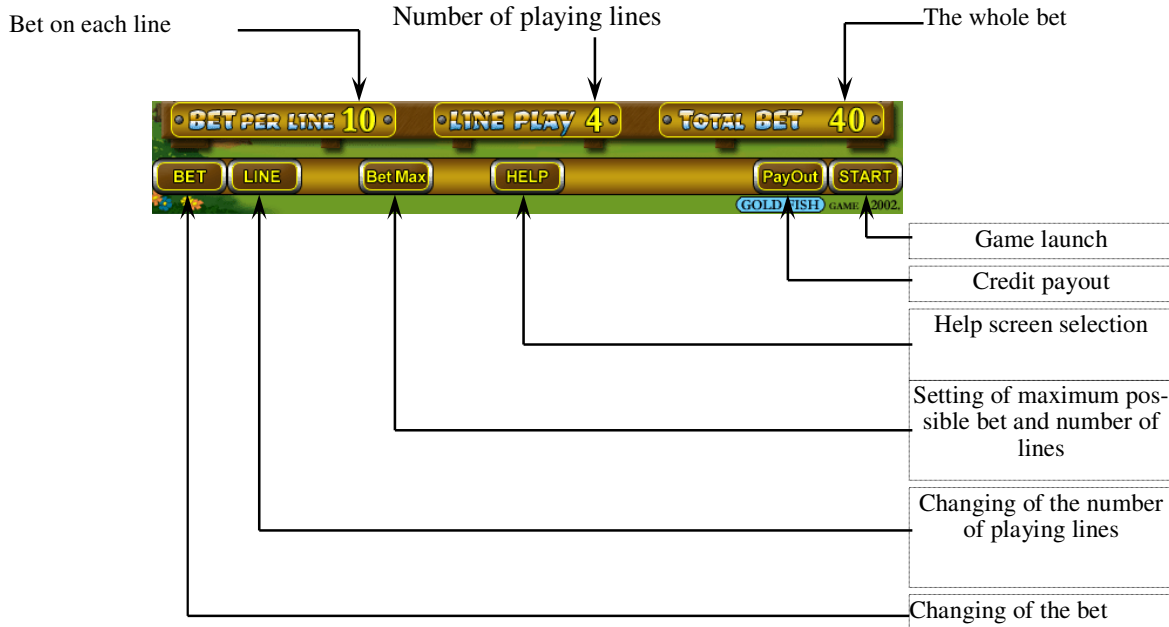 Bet on each line
Number of playing lines
The whole bet
BET PER LINE 10
LINE PLAY 4
TOTAL BET 40
BET
LINE
Bet Max
HELP
PayOut
START
GOLD FISH GAME 2002.
Game launch
Credit payout
Help screen selection
Setting of maximum pos-
sible bet and number of
lines
Changing of the number
of playing lines
Changing of the bet